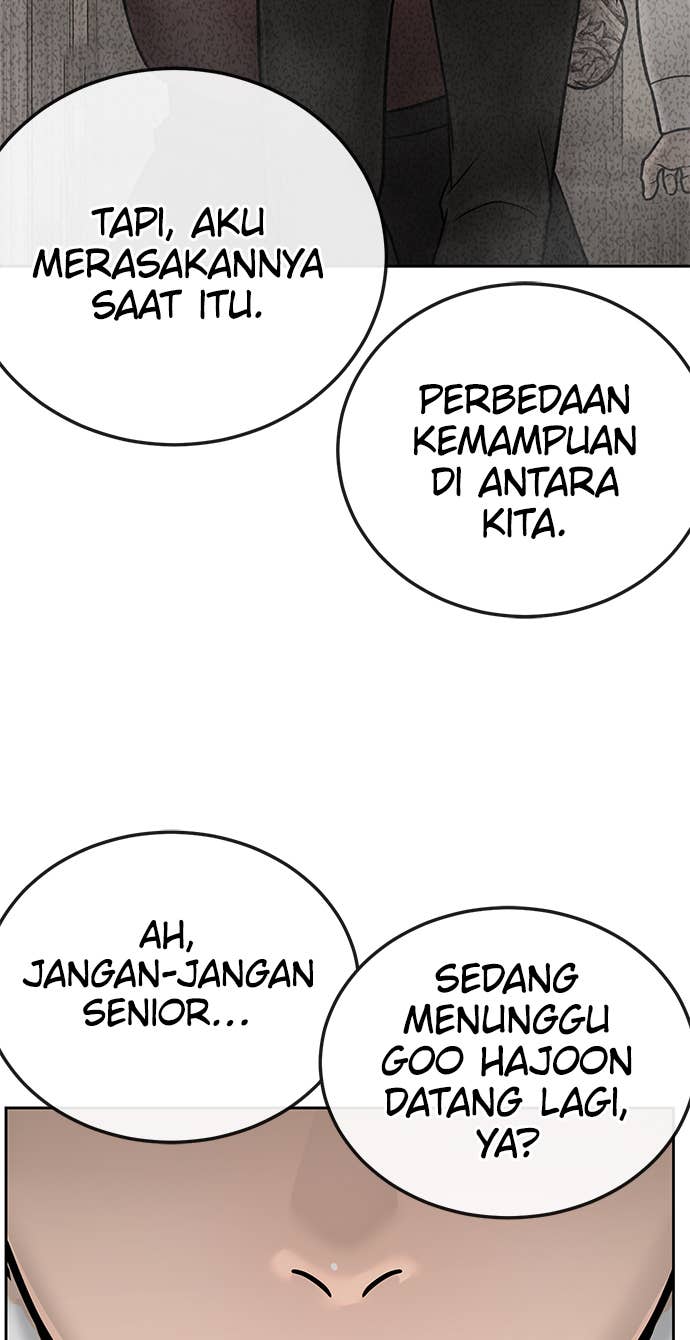 TAPI, AKU
MERASAKANNYA
SAAT ITU.
PERBEDAAN
KEMAMPUAN
DI ANTARA
KITA.
AH,
JANGAN-JANGAN
SENIOR...
SEDANG
MENUNGGU
GOO HAJOON
DATANG LAGI,
YA?